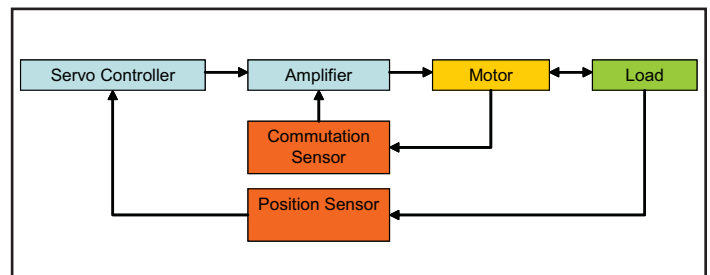 Servo Controller
Amplifier
Motor
Load
Commutation
Sensor
Position Sensor